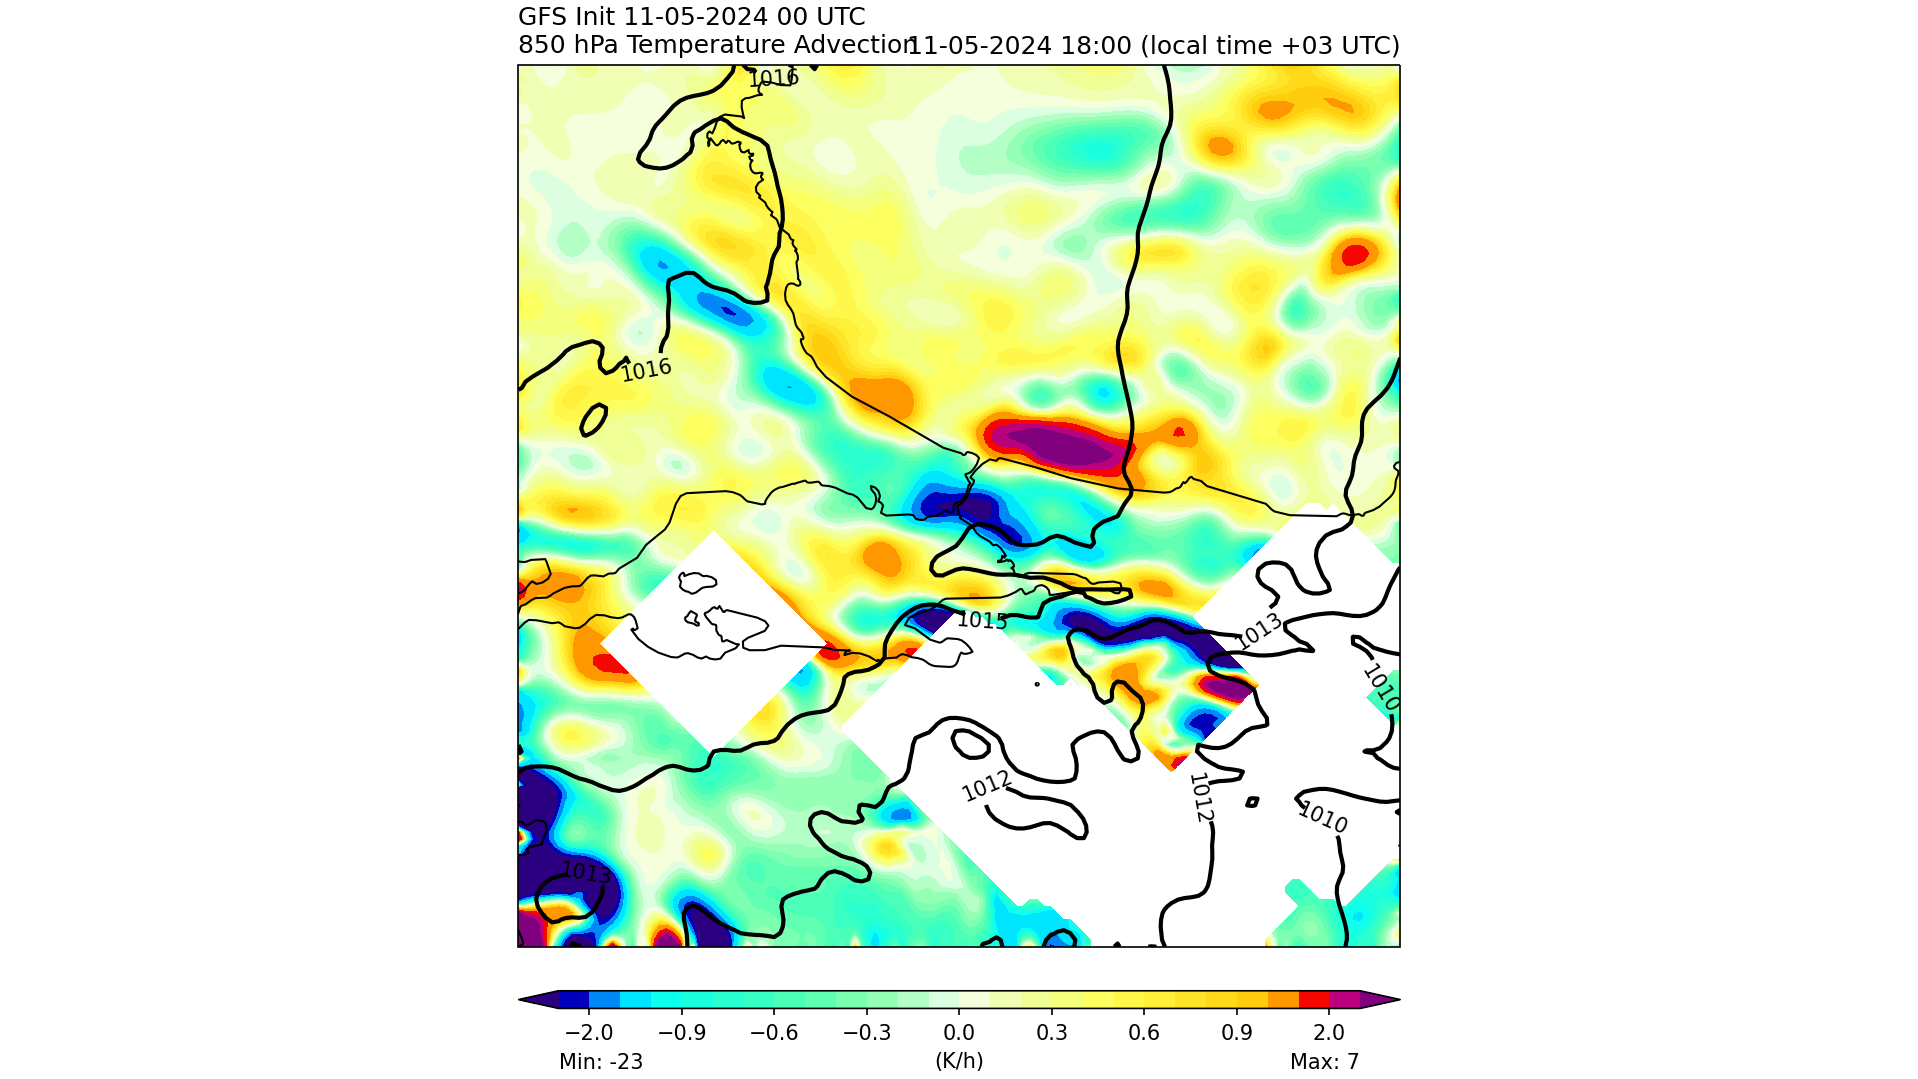 GFS Init 11-05-2024 00 UTC
850 hPa Temperature Advection
11-05-2024 18:00 (local time +03 UTC)
1016
1016
1015
1013
1010
1012
1012
1010
1013
−2.0 −0.9 −0.6 −0.3 0.0 0.3 0.6 0.9 2.0
Min: -23 (K/h) Max: 7